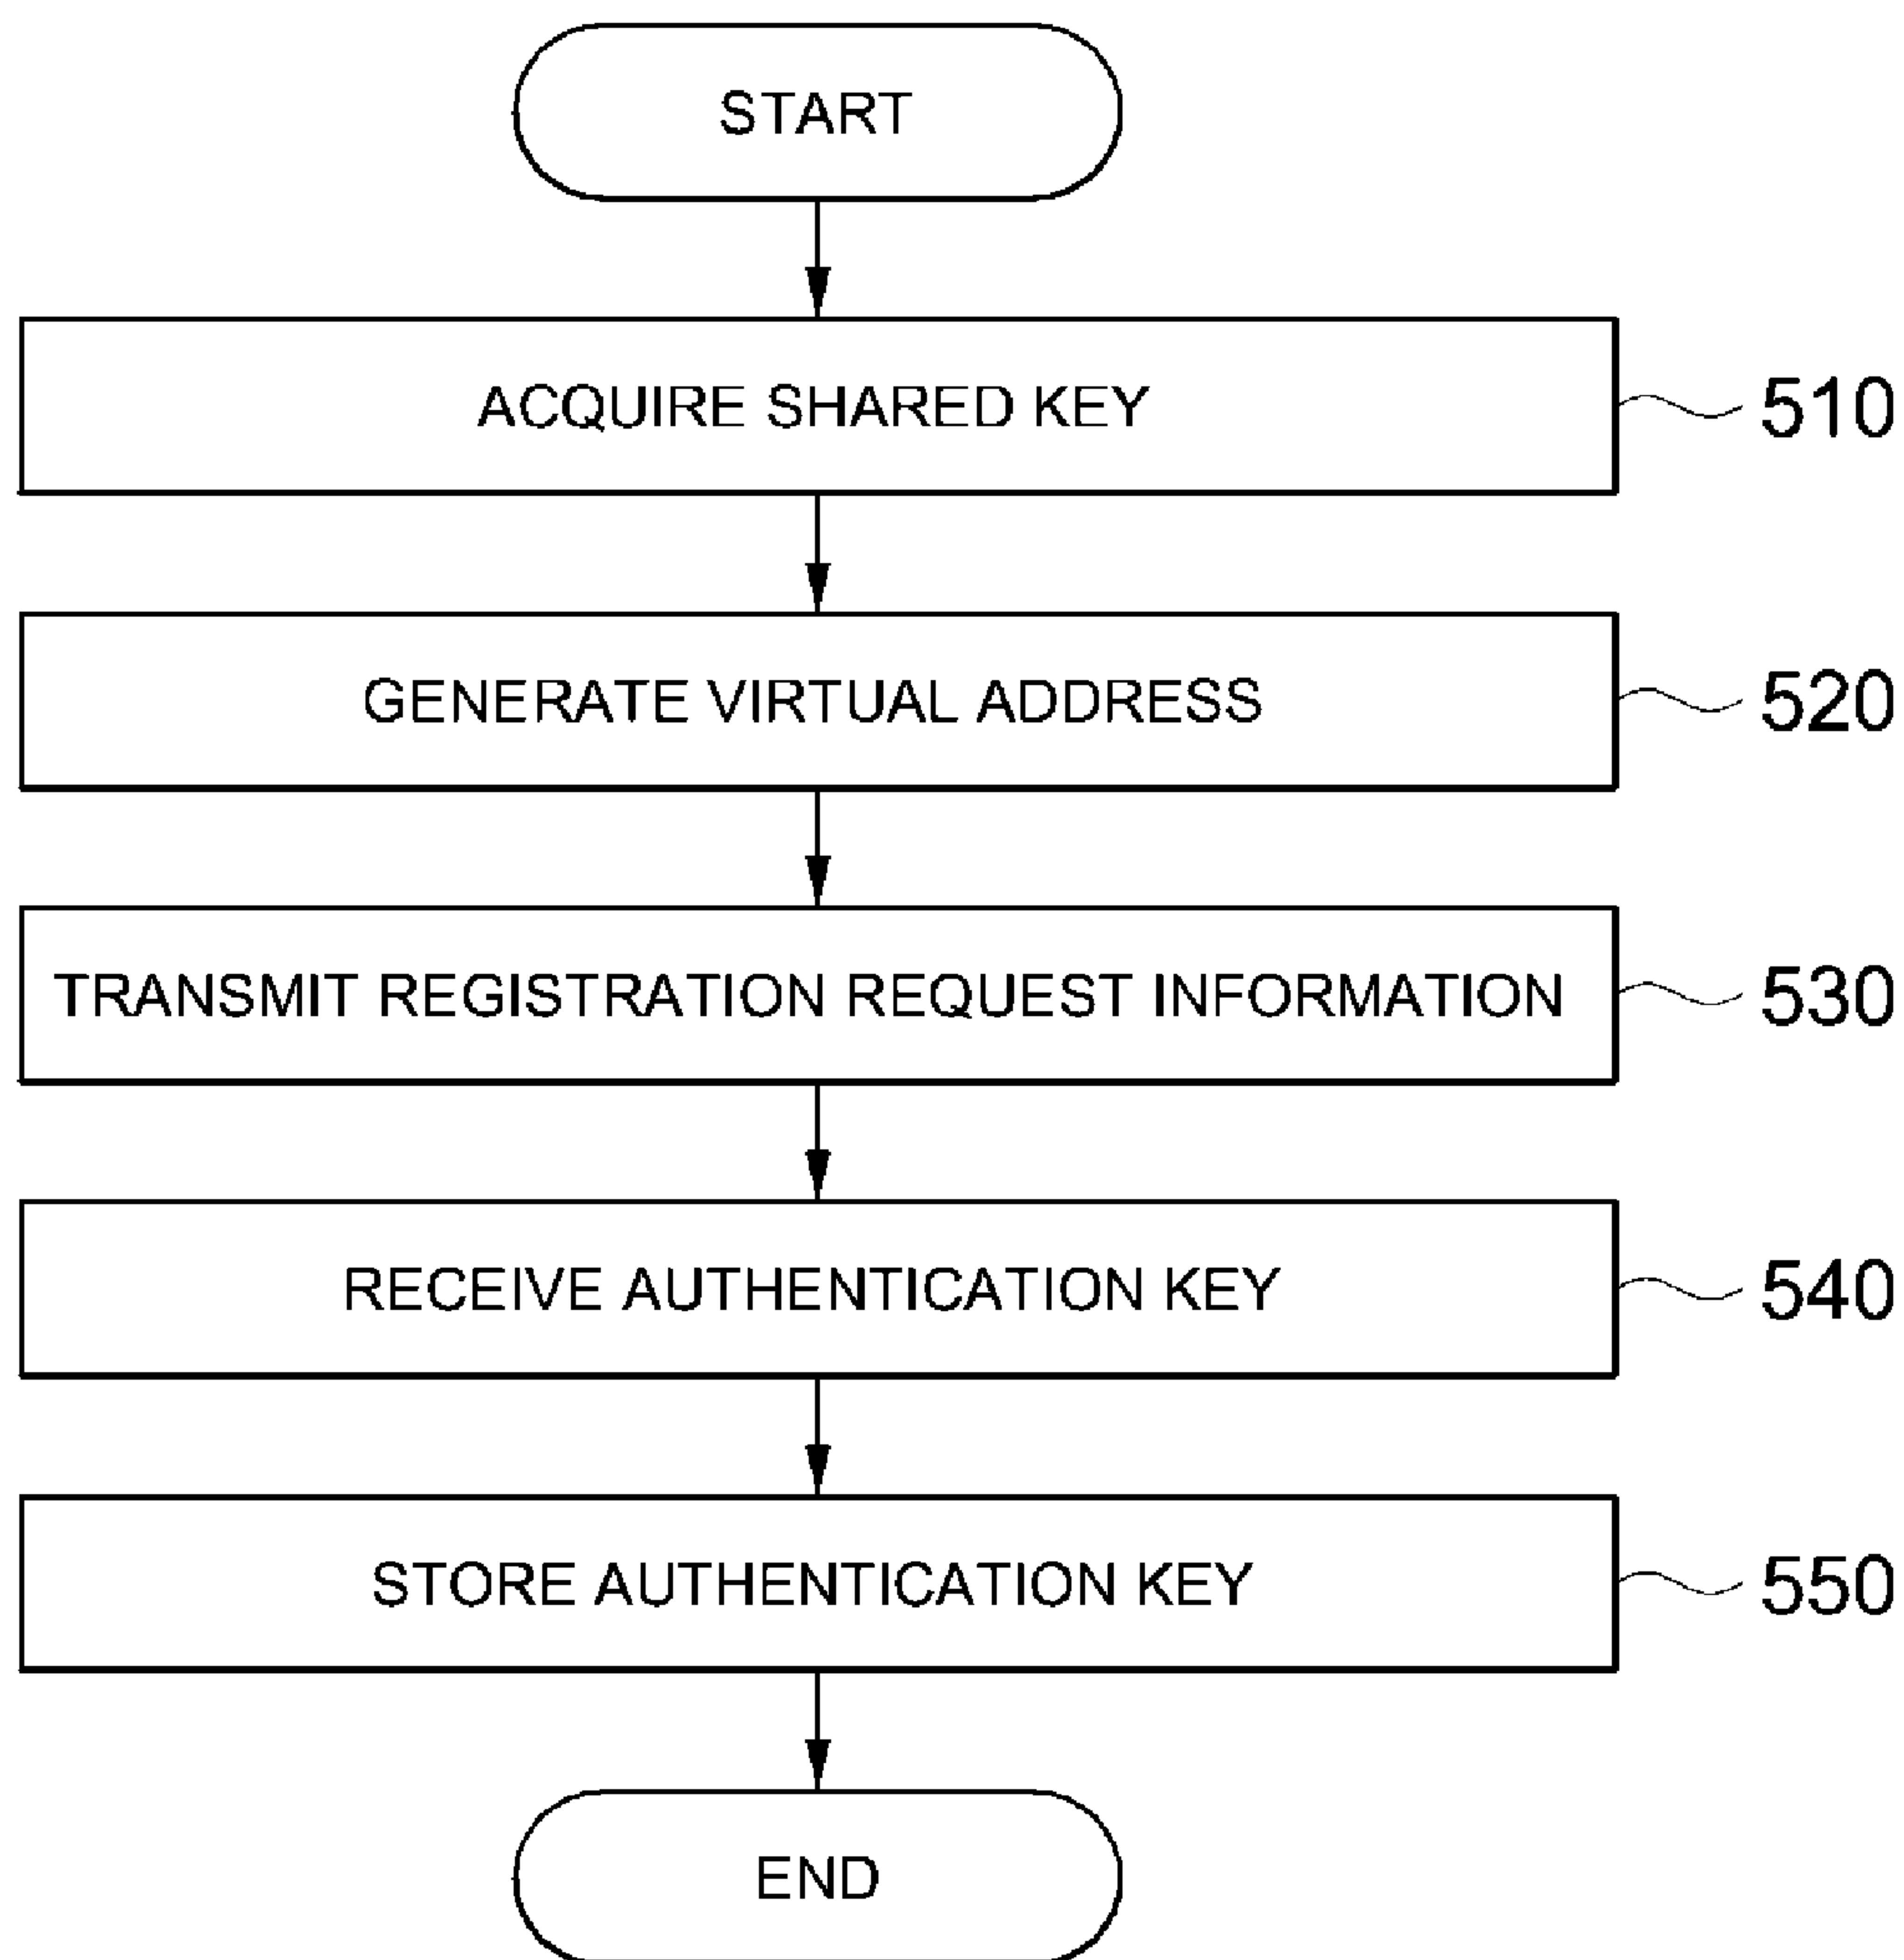 START
ACQUIRE SHARED KEY
510
GENERATE VIRTUAL ADDRESS
520
TRANSMIT REGISTRATION REQUEST INFORMATION
530
RECEIVE AUTHENTICATION KEY
540
STORE AUTHENTICATION KEY
550
END